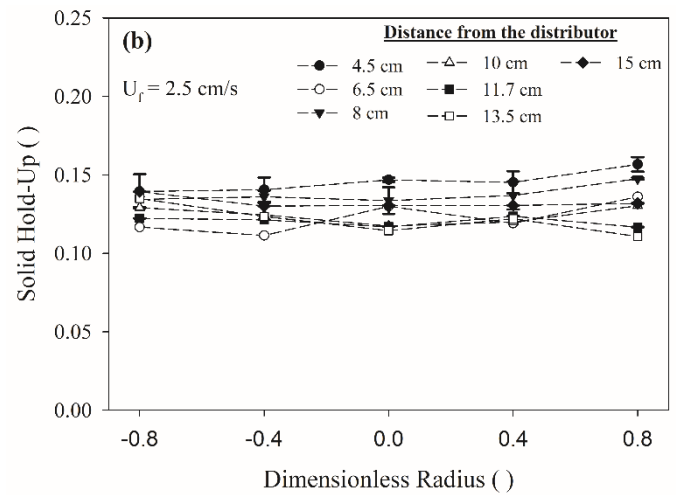 (b)
U_f = 2.5 cm/s
Distance from the distributor
4.5 cm
10 cm
15 cm
6.5 cm
11.7 cm
8 cm
13.5 cm
0.25
0.20
0.15
0.10
0.05
0.00
Solid Hold-Up ( )
-0.8 -0.4 0.0 0.4 0.8
Dimensionless Radius ( )